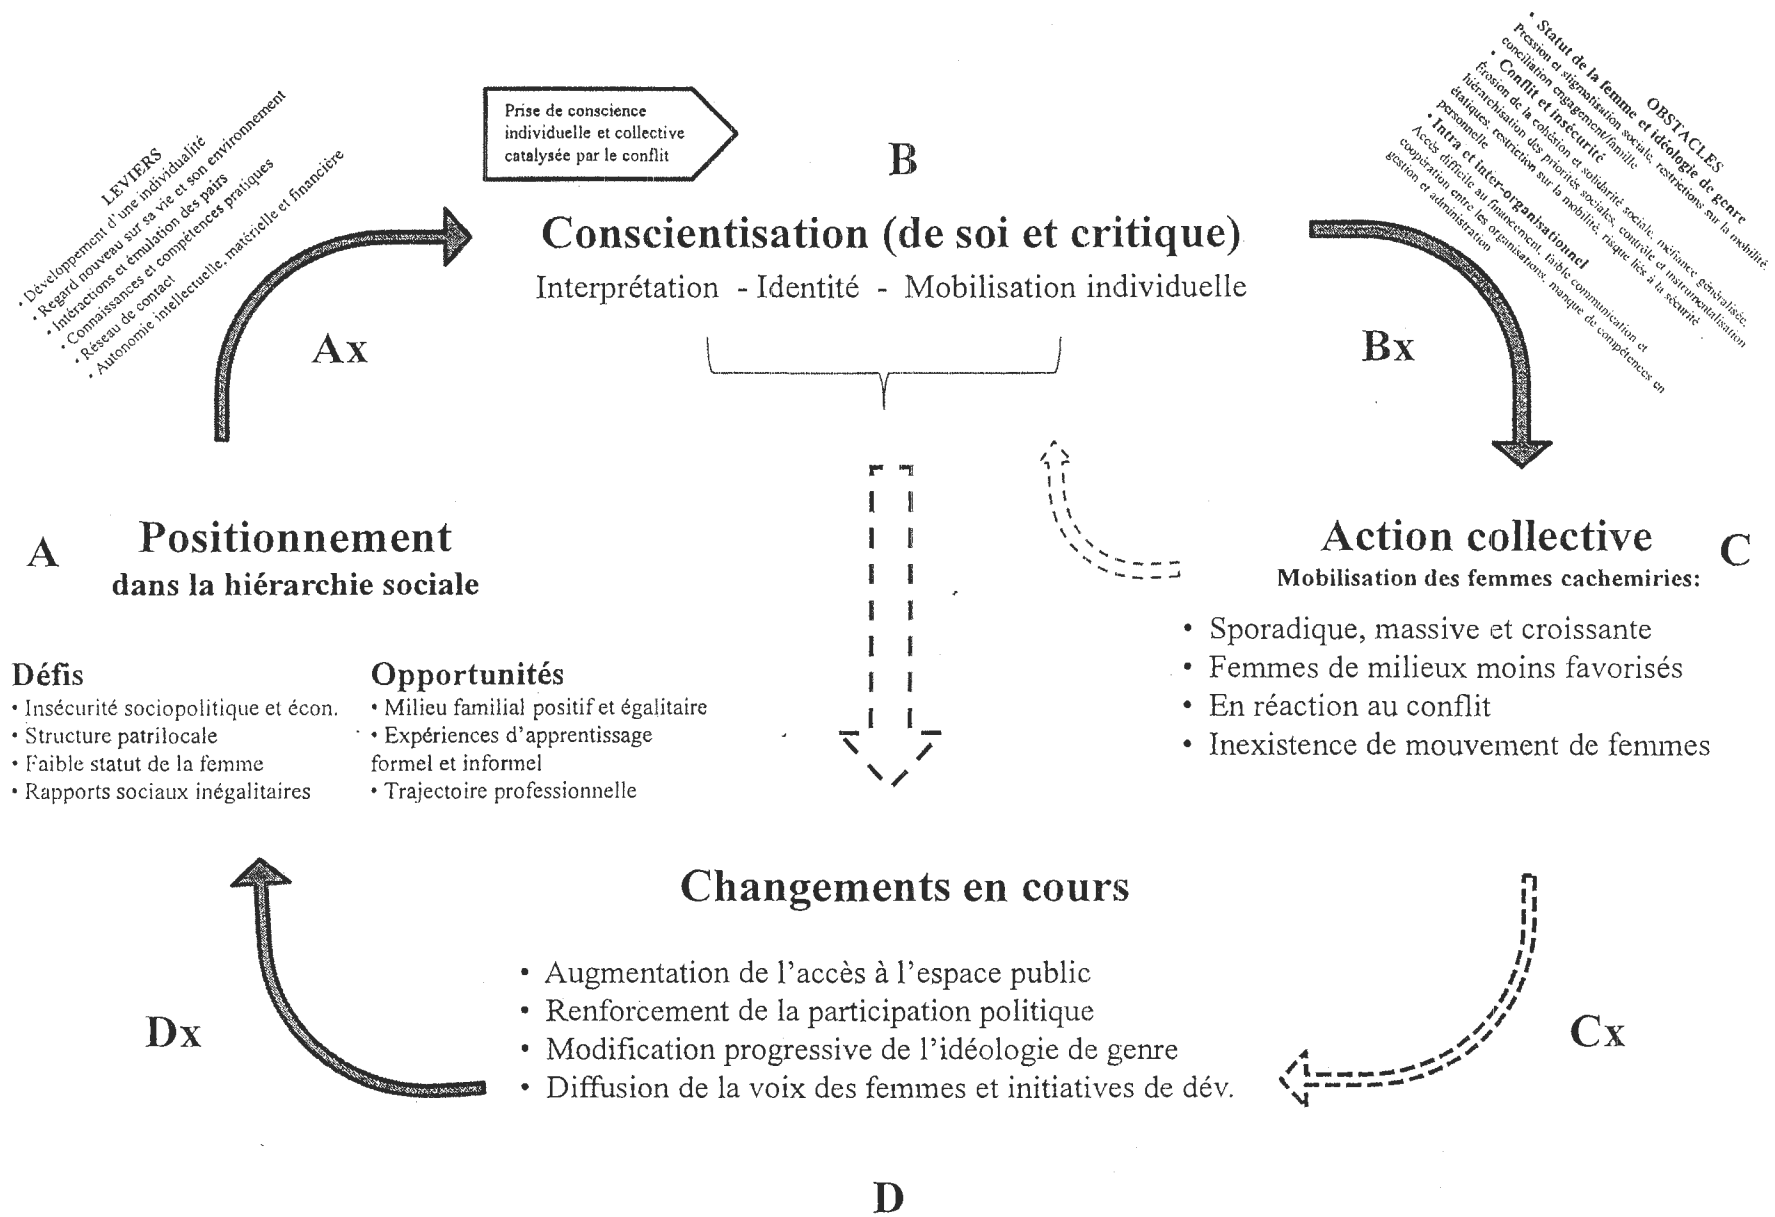 LEVIERS
• Développement d'une individualité
• Regard nouveau sur sa vie et son environnement
• Intéractions et émulation des pairs
• Connaissances et compétences pratiques
• Réseau de contact
• Autonomie intellectuelle, matérielle et financière
Prise de conscience
individuelle et collective
catalysée par le conflit
B
Conscientisation (de soi et critique)
Interprétation - Identité - Mobilisation individuelle
OBSTACLES
• Statut de la femme et idéologie de genre
Pression et stigmatisation sociale, restrictions sur la mobilité,
conciliation engagement/famille
• Conflit et insécurité
Érosion de la cohésion et solidarité sociale, méfiance généralisée,
hiérarchisation des priorités sociales, contrôle et instrumentalisation
étatiques, restriction sur la mobilité, risque liés à la sécurité
personnelle
• Intra et inter-organisationnel
Accès difficile au financement, faible communication et
coopération entre les organisations, manque de compétences en
gestion et administration
Ax
Bx
A
Positionnement
dans la hiérarchie sociale
Défis
• Insécurité sociopolitique et écon.
• Structure patrilocale
• Faible statut de la femme
• Rapports sociaux inégalitaires
Opportunités
• Milieu familial positif et égalitaire
• Expériences d'apprentissage
formel et informel
• Trajectoire professionnelle
Action collective
C
Mobilisation des femmes cachemiries:
• Sporadique, massive et croissante
• Femmes de milieux moins favorisés
• En réaction au conflit
• Inexistence de mouvement de femmes
Changements en cours
• Augmentation de l'accès à l'espace public
• Renforcement de la participation politique
• Modification progressive de l'idéologie de genre
• Diffusion de la voix des femmes et initiatives de dév.
Dx
Cx
D